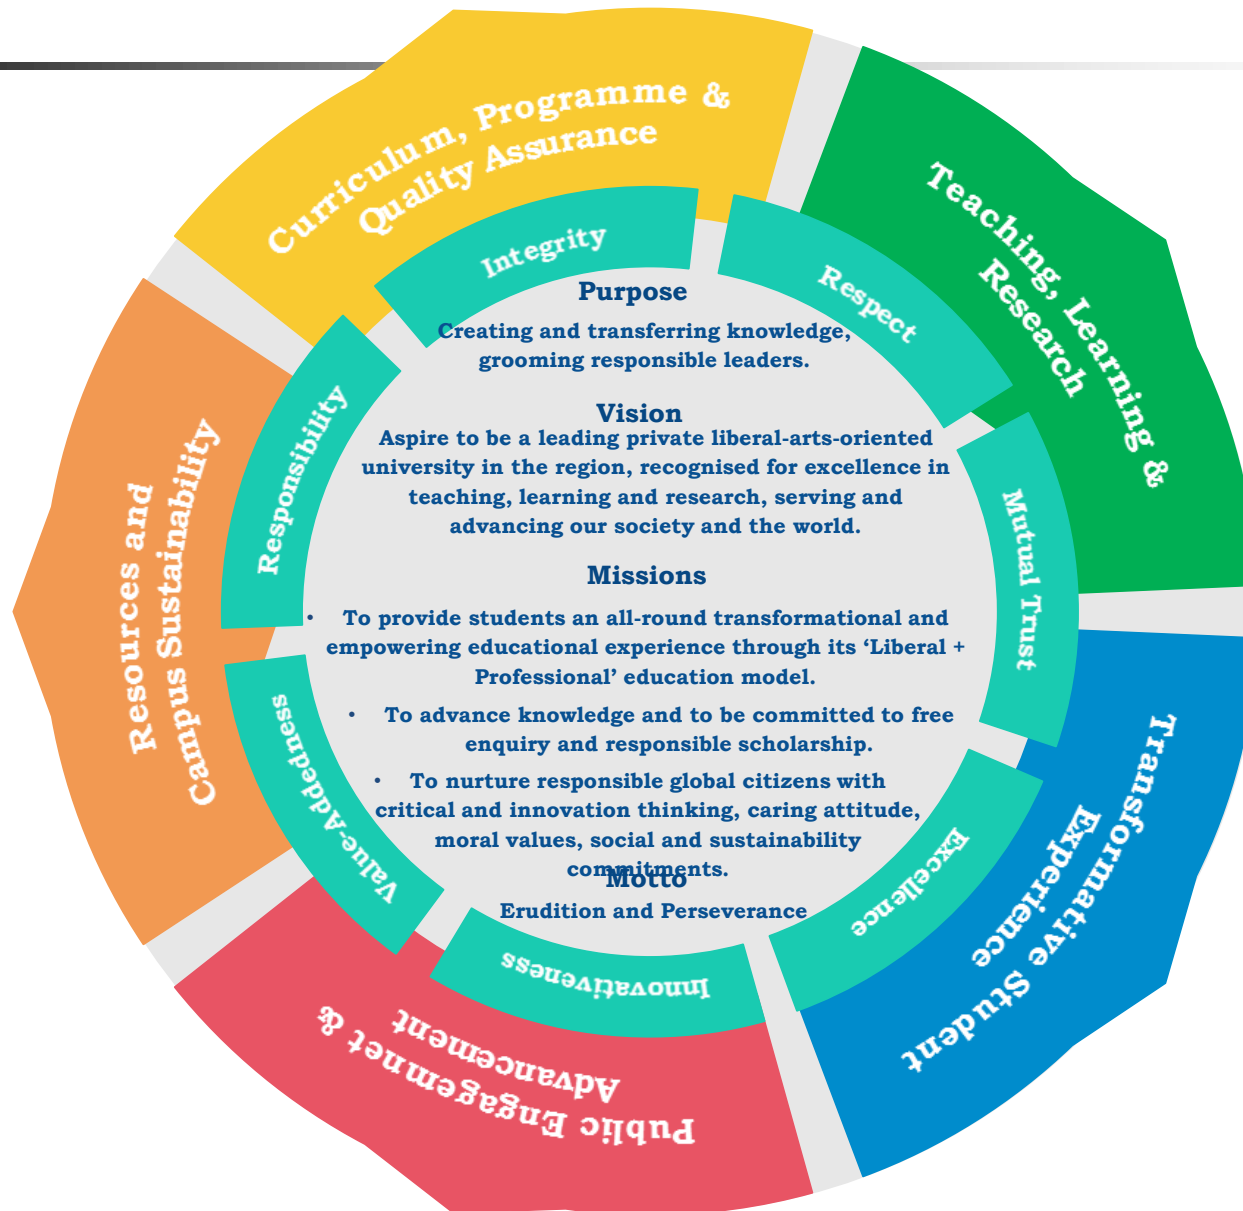 Curriculum, Programme &
Quality Assurance
Teaching, Learning &
Research
Transformative Student
Experience
Public Engagemnet &
Advancement
Resources and
Campus Sustainability
Integrity
Respect
Mutual Trust
Excellence
Innovativeness
Value-Addedness
Responsibility
Purpose
Creating and transferring knowledge,
grooming responsible leaders.
Vision
Aspire to be a leading private liberal-arts-oriented
university in the region, recognised for excellence in
teaching, learning and research, serving and
advancing our society and the world.
Missions
• To provide students an all-round transformational and
empowering educational experience through its ‘Liberal +
Professional’ education model.
• To advance knowledge and to be committed to free
enquiry and responsible scholarship.
• To nurture responsible global citizens with
critical and innovation thinking, caring attitude,
moral values, social and sustainability
commitments.
Motto
Erudition and Perseverance